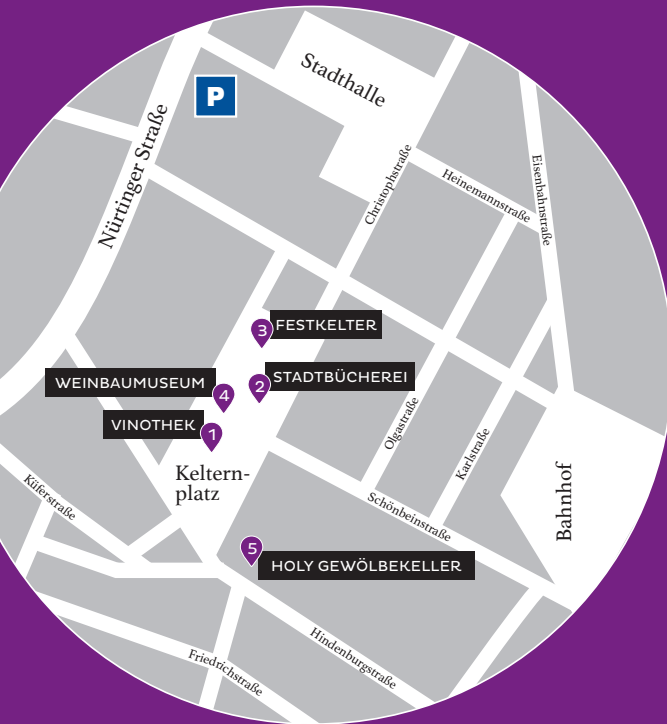 Stadthalle
P
Nürtinger Straße
Christophstraße
Heinemannstraße
Eisenbahnstraße
3
FESTKELTER
WEINBAUMUSEUM
4
2
STADTBÜCHEREI
VINOTHEK
1
Keltern-
platz
Olgastraße
Karlstraße
Bahnhof
Küferstraße
Schönbeinstraße
5
HOLY GEWÖLBEKELLER
Hindenburgstraße
Friedrichstraße